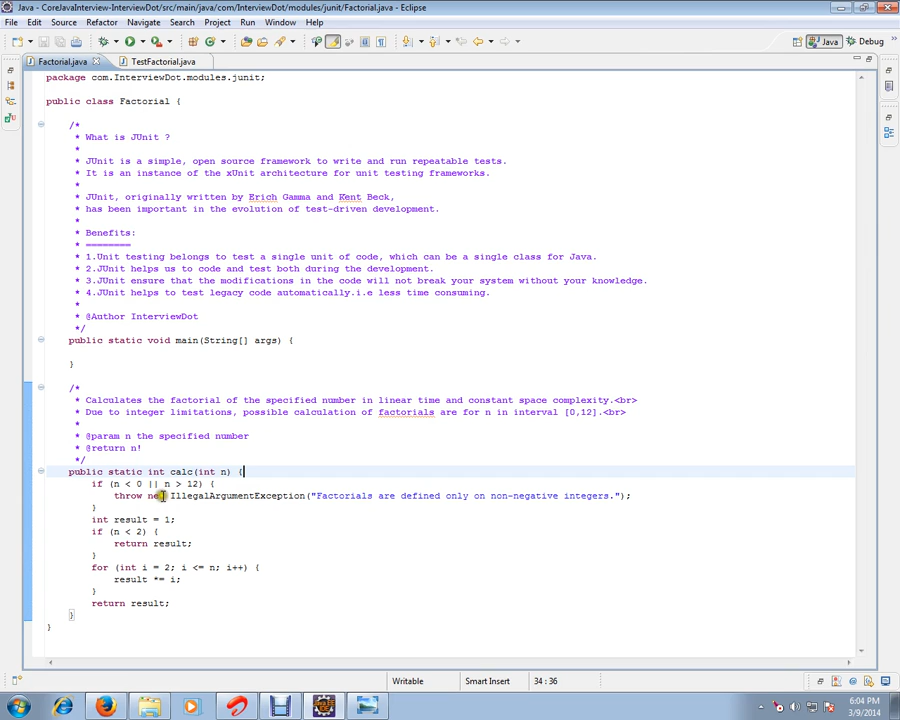 Java - CoreJavaInterview-InterviewDot/src/main/java/com/InterviewDot/modules/junit/Factorial.java - Eclipse
File Edit Source Refactor Navigate Search Project Run Window Help
Java Debug
Factorial.java TestFactorial.java
package com.InterviewDot.modules.junit;
public class Factorial {
/*
* What is JUnit ?
*
* JUnit is a simple, open source framework to write and run repeatable tests.
* It is an instance of the xUnit architecture for unit testing frameworks.
*
* JUnit, originally written by Erich Gamma and Kent Beck,
* has been important in the evolution of test-driven development.
*
* Benefits:
* ========
* 1.Unit testing belongs to test a single unit of code, which can be a single class for Java.
* 2.JUnit helps us to code and test both during the development.
* 3.JUnit ensure that the modifications in the code will not break your system without your knowledge.
* 4.JUnit helps to test legacy code automatically.i.e less time consuming.
*
* @Author InterviewDot
*/
public static void main(String[] args) {
}
/*
* Calculates the factorial of the specified number in linear time and constant space complexity.<br>
* Due to integer limitations, possible calculation of factorials are for n in interval [0,12].<br>
*
* @param n the specified number
* @return n!
*/
public static int calc(int n) {
if (n < 0 || n > 12) {
throw new IllegalArgumentException("Factorials are defined only on non-negative integers.");
}
int result = 1;
if (n < 2) {
return result;
}
for (int i = 2; i <= n; i++) {
result *= i;
}
return result;
}
}
Writable Smart Insert 34 : 36
6:04 PM
3/9/2014